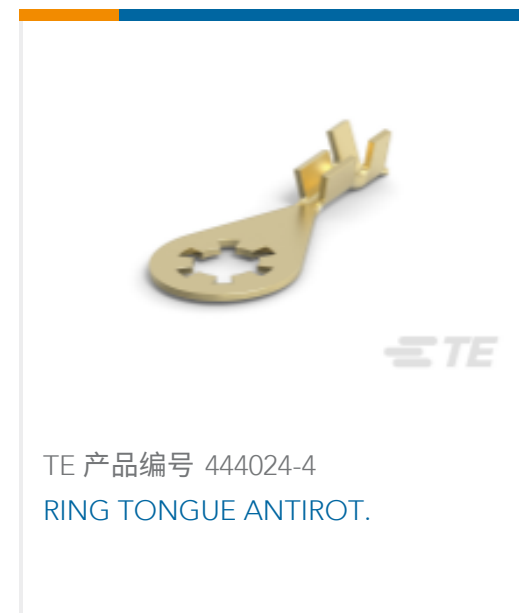 TE
TE 产品编号 444024-4
RING TONGUE ANTIROT.